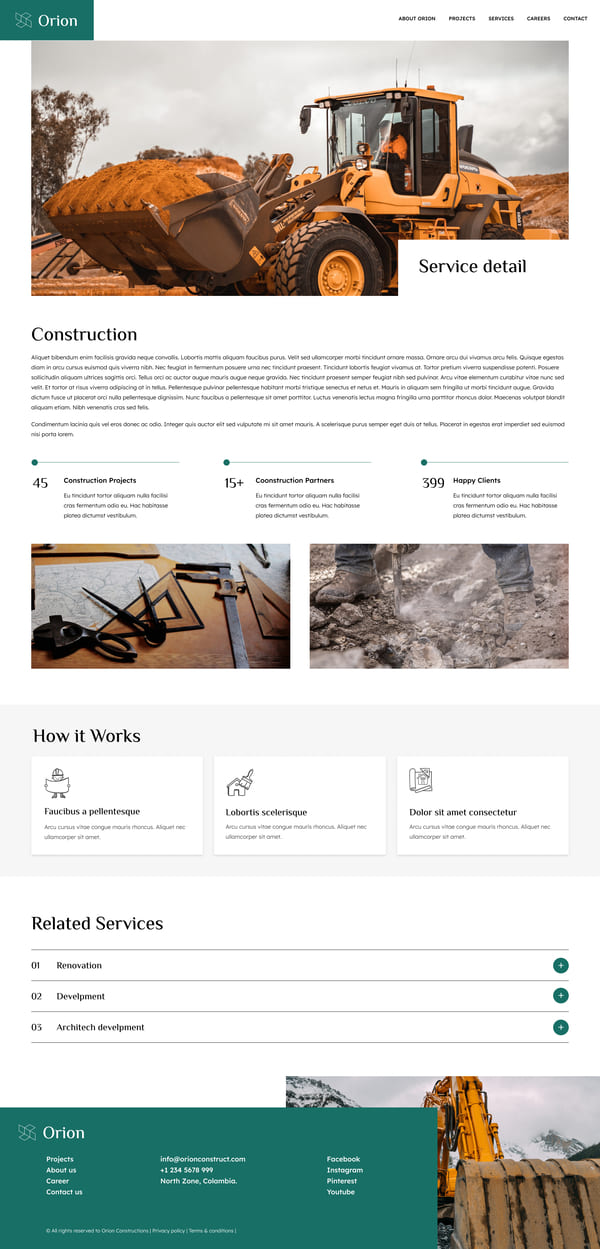 Orion
ABOUT ORION PROJECTS SERVICES CAREERS CONTACT
VOLVO
Service detail
Construction
Aliquet bibendum enim facilisis gravida neque convallis. Lobortis mattis aliquam faucibus purus. Velit sed ullamcorper morbi tincidunt ornare massa. Ornare arcu dui vivamus arcu felis. Quisque egestas
diam in arcu cursus euismod quis viverra nibh. Nec feugiat in fermentum posuere urna nec tincidunt praesent. Tincidunt lobortis feugiat vivamus at. Tortor pretium viverra suspendisse potenti. Posuere
sollicitudin aliquam ultrices sagittis orci. Tellus orci ac auctor augue mauris augue neque gravida. Nec tincidunt praesent semper feugiat nibh sed pulvinar. Arcu vitae elementum curabitur vitae nunc sed
velit. Et tortor at risus viverra adipiscing at in tellus. Pellentesque pulvinar pellentesque habitant morbi tristique senectus et netus et. Mauris in aliquam sem fringilla ut morbi tincidunt augue. Gravida
dictum fusce ut placerat orci nulla pellentesque dignissim. Nunc faucibus a pellentesque sit amet porttitor. Luctus venenatis lectus magna fringilla urna porttitor rhoncus dolor. Maecenas volutpat blandit
aliquam etiam. Nibh venenatis cras sed felis.
Condimentum lacinia quis vel eros donec ac odio. Integer quis auctor elit sed vulputate mi sit amet mauris. A scelerisque purus semper eget duis at tellus. Placerat in egestas erat imperdiet sed euismod
nisi porta lorem.
45 Construction Projects
Eu tincidunt tortor aliquam nulla facilisi
cras fermentum odio eu. Hac habitasse
platea dictumst vestibulum.
15+ Coonstruction Partners
Eu tincidunt tortor aliquam nulla facilisi
cras fermentum odio eu. Hac habitasse
platea dictumst vestibulum.
399 Happy Clients
Eu tincidunt tortor aliquam nulla facilisi
cras fermentum odio eu. Hac habitasse
platea dictumst vestibulum.
How it Works
Faucibus a pellentesque
Arcu cursus vitae congue mauris rhoncus. Aliquet nec
ullamcorper sit amet.
Lobortis scelerisque
Arcu cursus vitae congue mauris rhoncus. Aliquet nec
ullamcorper sit amet.
Dolor sit amet consectetur
Arcu cursus vitae congue mauris rhoncus. Aliquet nec
ullamcorper sit amet.
Related Services
01 Renovation +
02 Develpment +
03 Architech develpment +
Orion
Projects
About us
Career
Contact us
info@orionconstruct.com
+1 234 5678 999
North Zone, Colambia.
Facebook
Instagram
Pinterest
Youtube
© All rights reserved to Orion Constructions | Privacy policy | Terms & conditions |